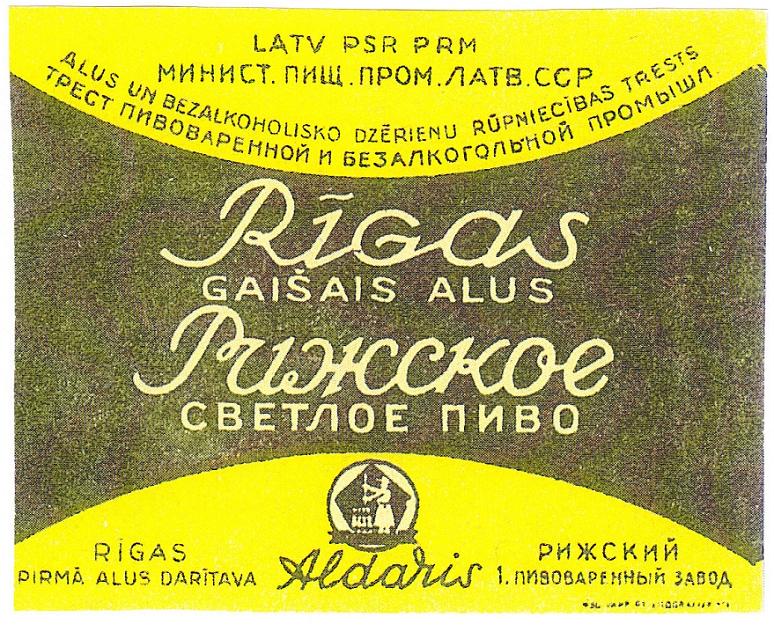 LATV PSR PRM
МИНИСТ. ПИЩ. ПРОМ. ЛАТВ. ССР
ALUS UN BEZALKOHOLISKO DZĒRIENU RŪPNIECĪBAS TRESTS
ТРЕСТ ПИВОВАРЕННОЙ И БЕЗАЛКОГОЛЬНОЙ ПРОМЫШЛ.
Rīgas
GAIŠAIS ALUS
Рижское
СВЕТЛОЕ ПИВО
RĪGAS
PIRMĀ ALUS DARĪTAVA
Aldaris
РИЖСКИЙ
1. ПИВОВАРЕННЫЙ ЗАВОД